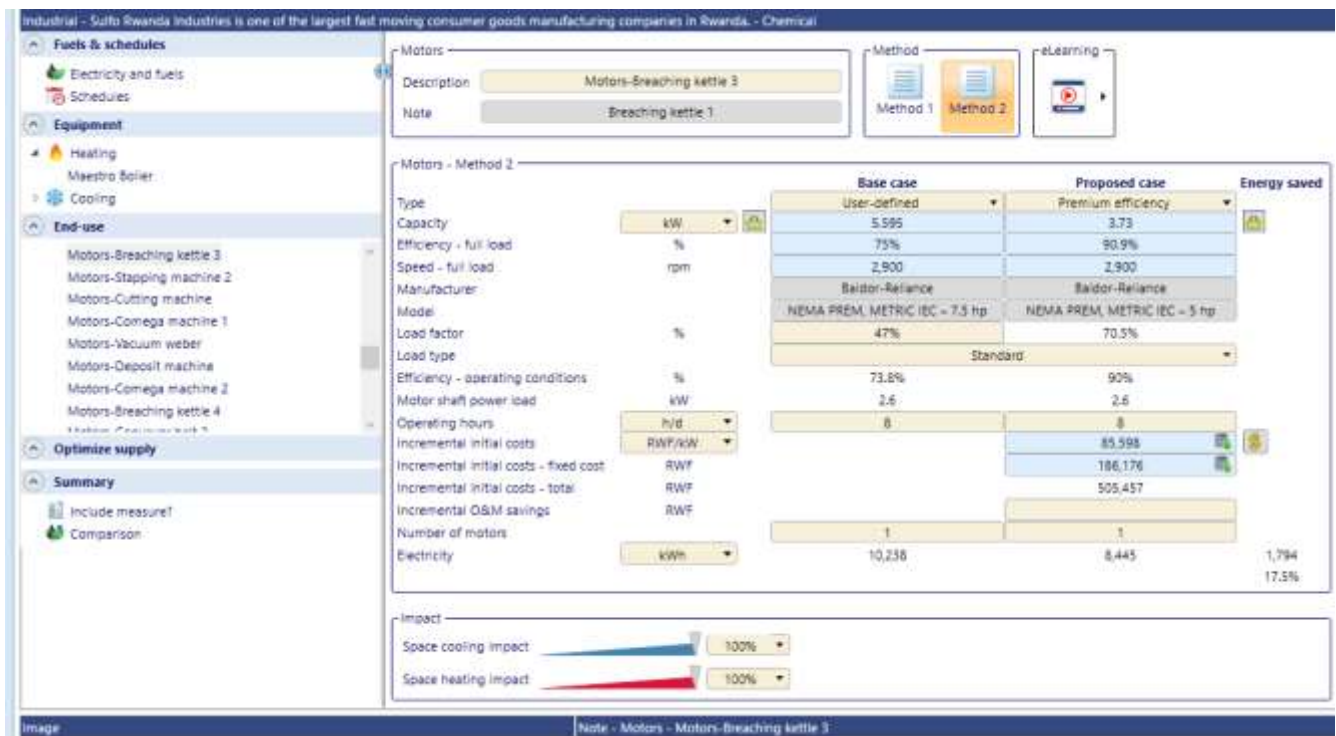 Industrial - Sulfo Rwanda Industries is one of the largest fast moving consumer goods manufacturing companies in Rwanda. - Chemical
Fuels & schedules
Electricity and fuels
Schedules
Equipment
Heating
Maestro Boiler
Cooling
End-use
Motors-Breaching kettle 3
Motors-Stapping machine 2
Motors-Cutting machine
Motors-Comega machine 1
Motors-Vacuum weber
Motors-Deposit machine
Motors-Comega machine 2
Motors-Breaching kettle 4
Optimize supply
Summary
Include measure?
Comparison
Motors
Description Motors-Breaching kettle 3
Note Breaching kettle 1
Method
Method 1 Method 2
eLearning
Motors - Method 2
Base case Proposed case Energy saved
Type User-defined Premium efficiency
Capacity kW 5.595 3.73
Efficiency - full load % 75% 90.9%
Speed - full load rpm 2,900 2,900
Manufacturer Baldor-Reliance Baldor-Reliance
Model NEMA PREM, METRIC IEC - 7.5 hp NEMA PREM, METRIC IEC - 5 hp
Load factor % 47% 70.5%
Load type Standard
Efficiency - operating conditions % 73.8% 90%
Motor shaft power load kW 2.6 2.6
Operating hours h/d 8 8
Incremental initial costs RWF/kW 85,598
Incremental initial costs - fixed cost RWF 186,176
Incremental initial costs - total RWF 505,457
Incremental O&M savings RWF
Number of motors 1 1
Electricity kWh 10,238 8,445 1,794
17.5%
Impact
Space cooling impact 100%
Space heating impact 100%
Image Note - Motors - Motors-Breaching kettle 3